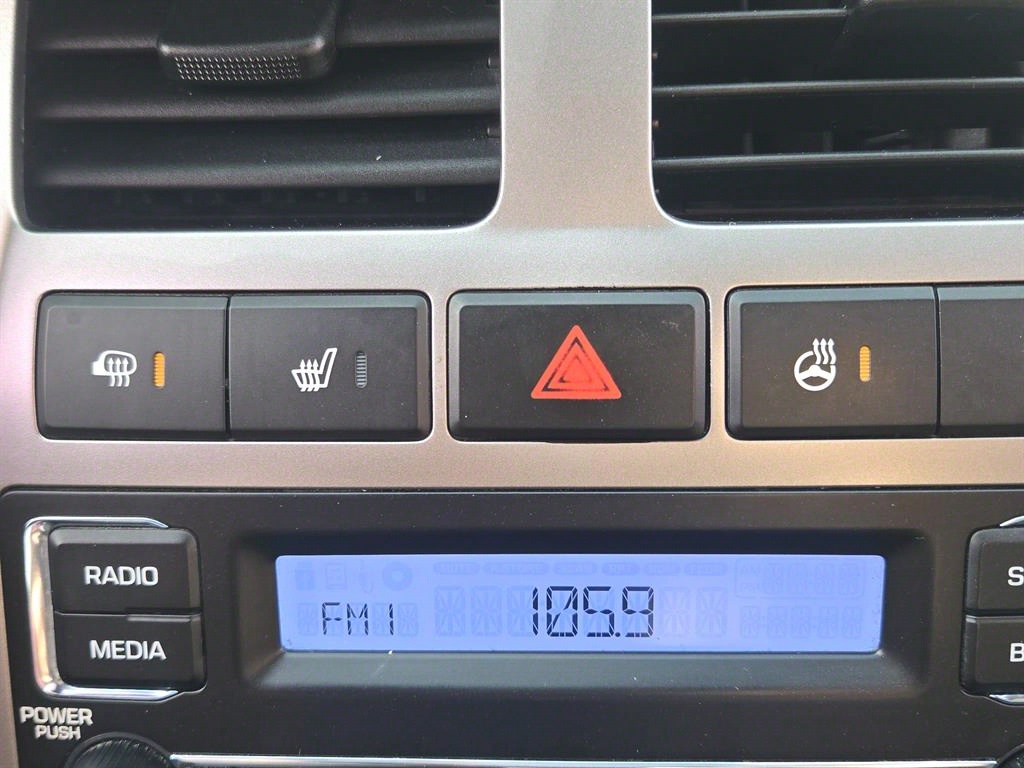 RADIO
MEDIA
FM1 105.9
S
B
POWER
PUSH